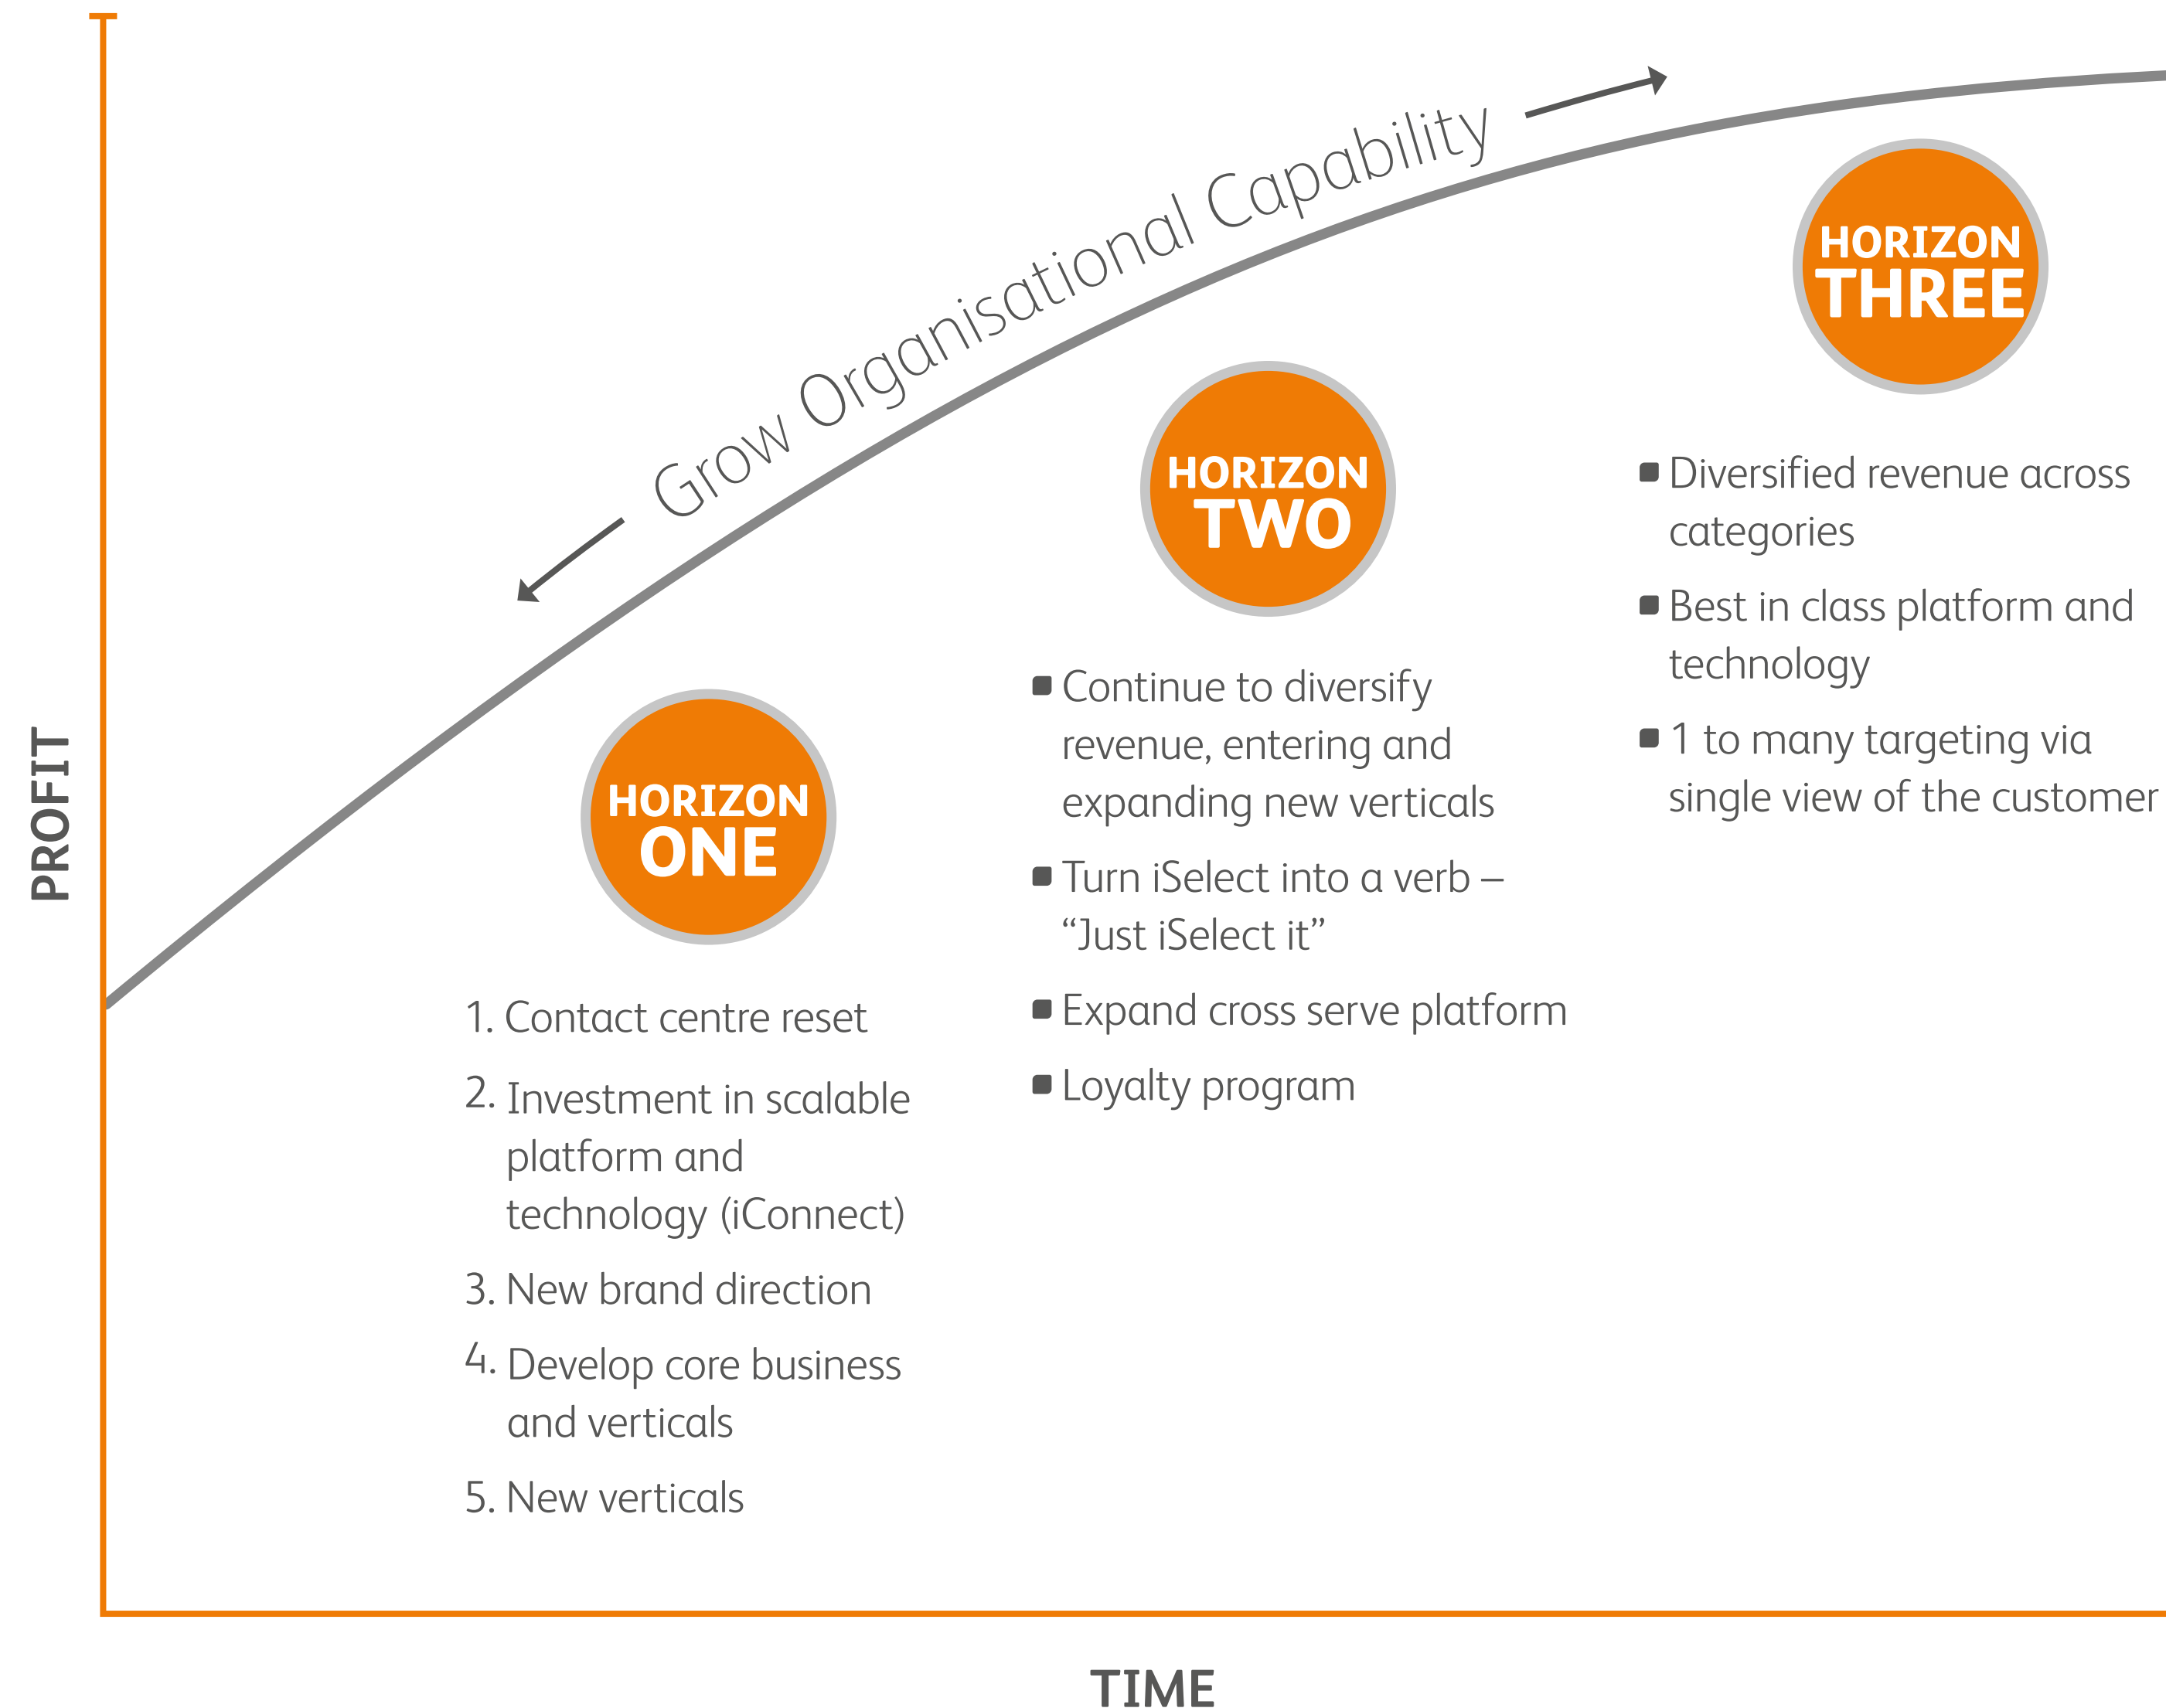 Grow Organisational Capability
PROFIT
HORIZON
ONE
1. Contact centre reset
2. Investment in scalable
platform and
technology (iConnect)
3. New brand direction
4. Develop core business
and verticals
5. New verticals
HORIZON
TWO
Continue to diversify
revenue, entering and
expanding new verticals
Turn iSelect into a verb –
“Just iSelect it”
Expand cross serve platform
Loyalty program
HORIZON
THREE
Diversified revenue across
categories
Best in class platform and
technology
1 to many targeting via
single view of the customer
TIME